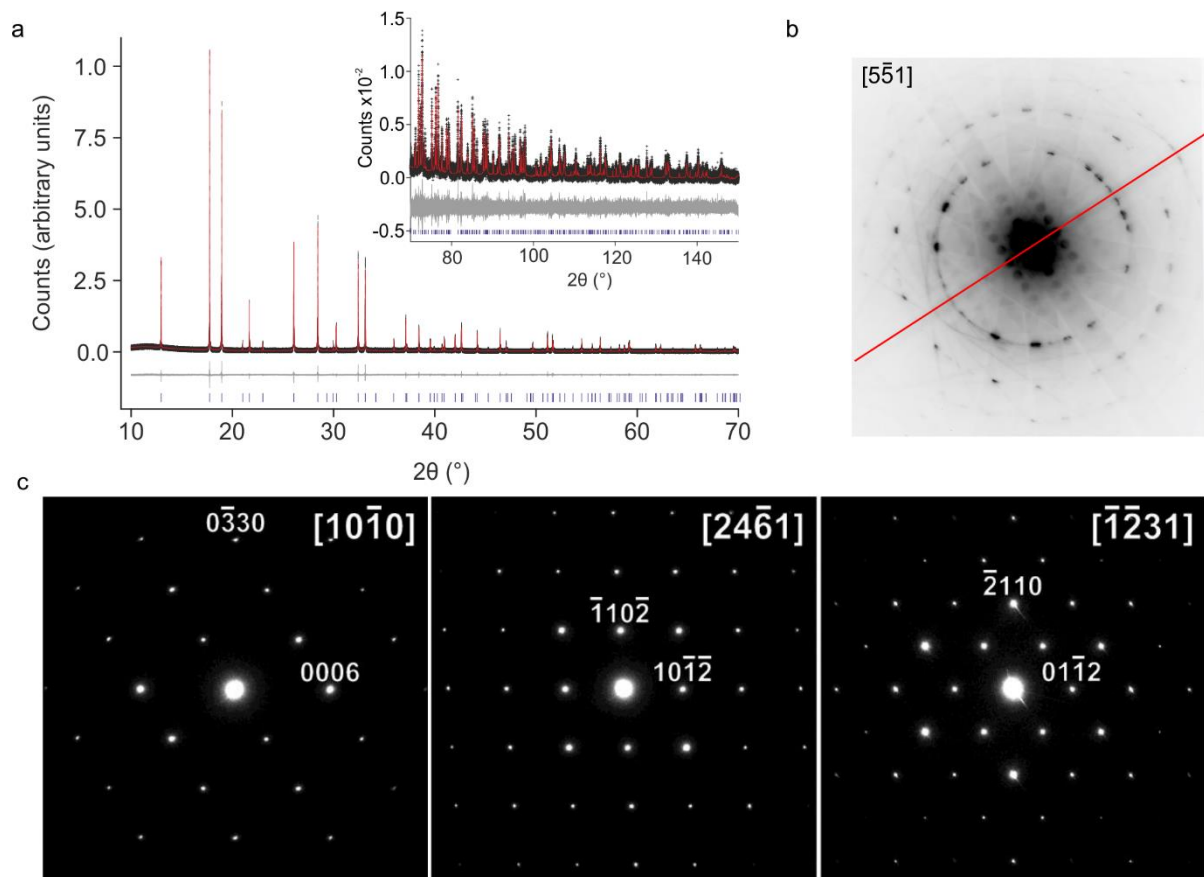 a
Counts (arbitrary units)
1.0
7.5
5.0
2.5
0.0
10 20 30 40 50 60 70
2θ (°)
Counts x10⁻²
1.5
1.0
0.5
0.0
-0.5
80 100 120 140
2θ (°)
b
[55̅1]
c
03̅30
[101̅0]
0006
[246̅1]
1̅102̅
101̅2̅
[1̅2̅31]
2̅110
011̅2